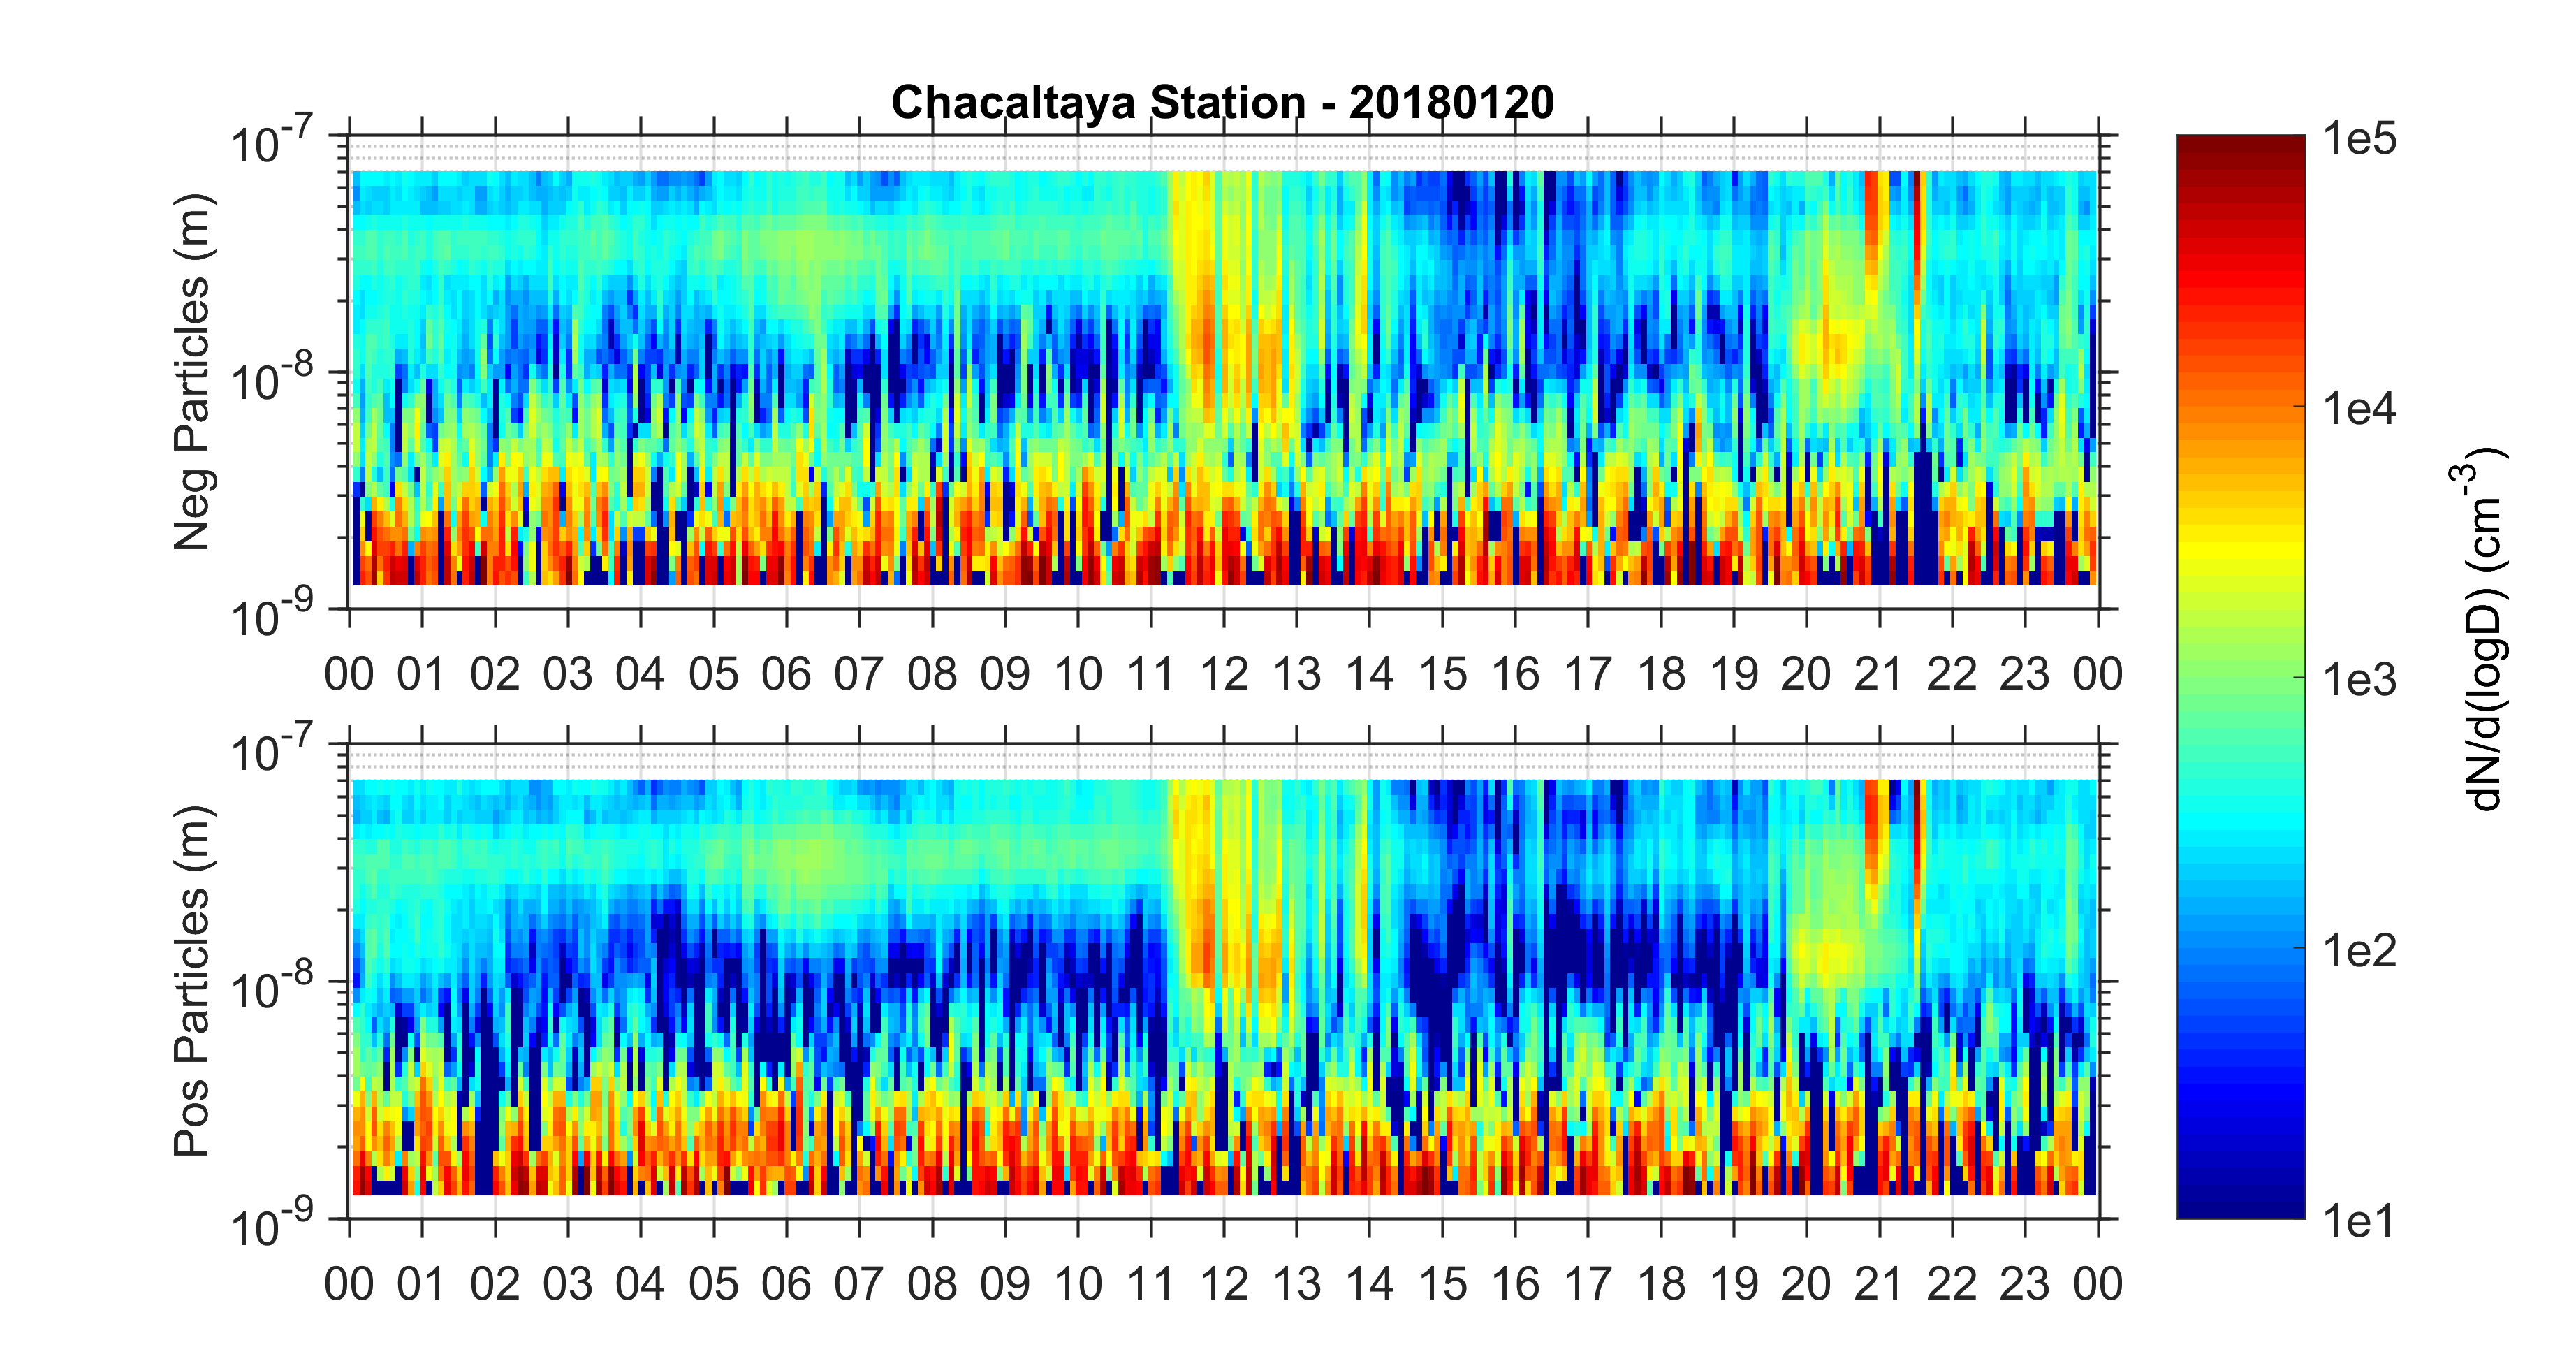 Chacaltaya Station - 20180120
Neg Particles (m)
10-7
10-8
10-9
00 01 02 03 04 05 06 07 08 09 10 11 12 13 14 15 16 17 18 19 20 21 22 23 00
Pos Particles (m)
10-7
10-8
10-9
00 01 02 03 04 05 06 07 08 09 10 11 12 13 14 15 16 17 18 19 20 21 22 23 00
1e5
1e4
1e3
1e2
1e1
dN/d(logD) (cm-3)